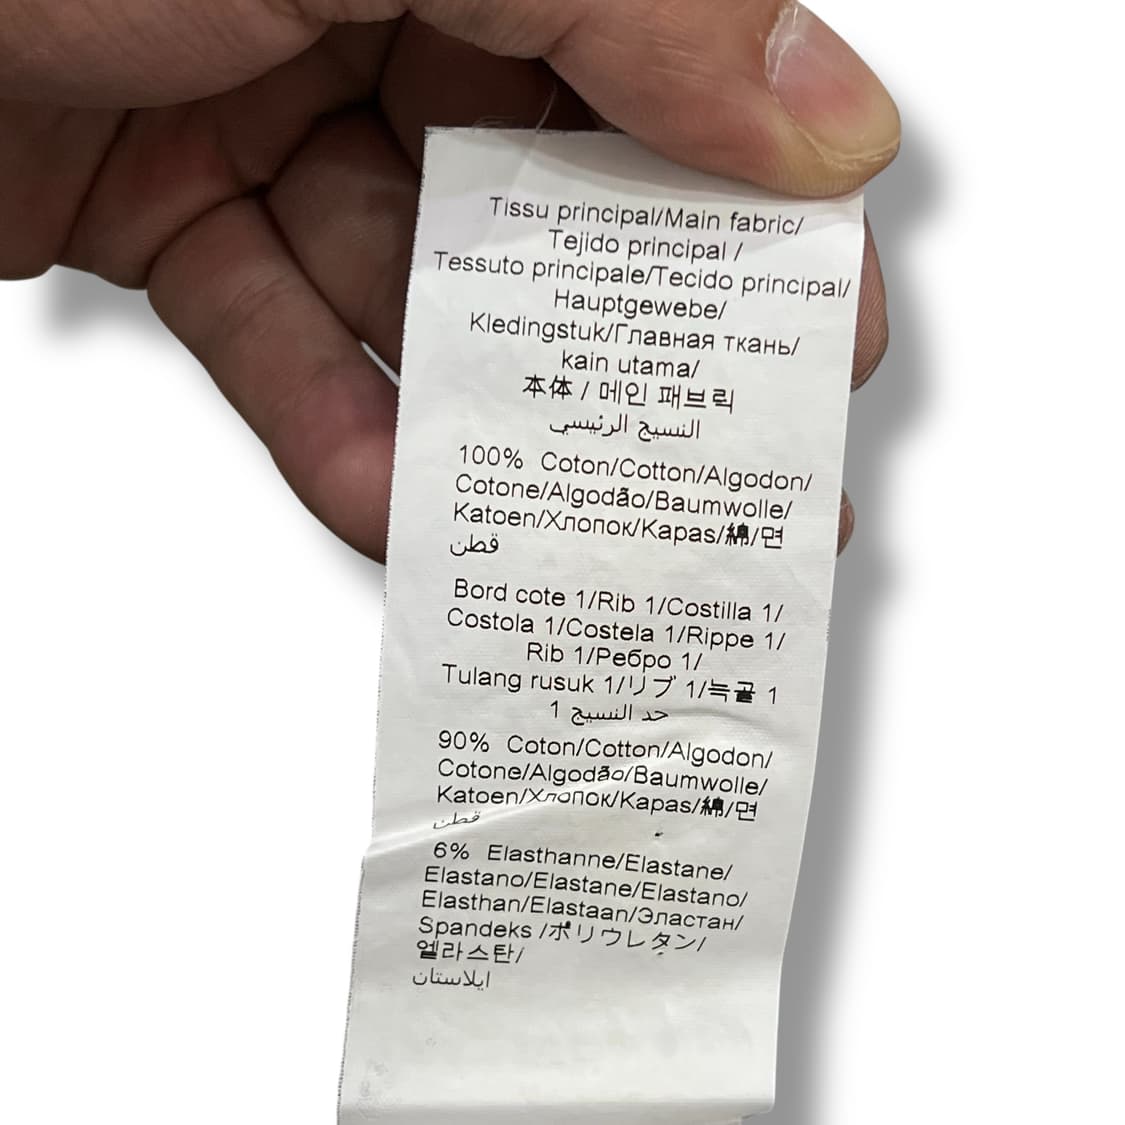 Tissu principal/Main fabric/
Tejido principal /
Tessuto principale/Tecido principal/
Hauptgewebe/
Kledingstuk/Главная ткань/
kain utama/
本体 / 메인 패브릭
النسيج الرئيسي
100% Coton/Cotton/Algodon/
Cotone/Algodão/Baumwolle/
Katoen/Хлопок/Kapas/綿/면
قطن
Bord cote 1/Rib 1/Costilla 1/
Costola 1/Costela 1/Rippe 1/
Rib 1/Ребро 1/
Tulang rusuk 1/リブ 1/늑골 1
حد النسيج 1
90% Coton/Cotton/Algodon/
Cotone/Algodão/Baumwolle/
Katoen/Хлопок/Kapas/綿/면
قطن
6% Elasthanne/Elastane/
Elastano/Elastane/Elastano/
Elasthan/Elastaan/Эластан/
Spandeks /ポリウレタン/
엘라스탄/
ايلاستان